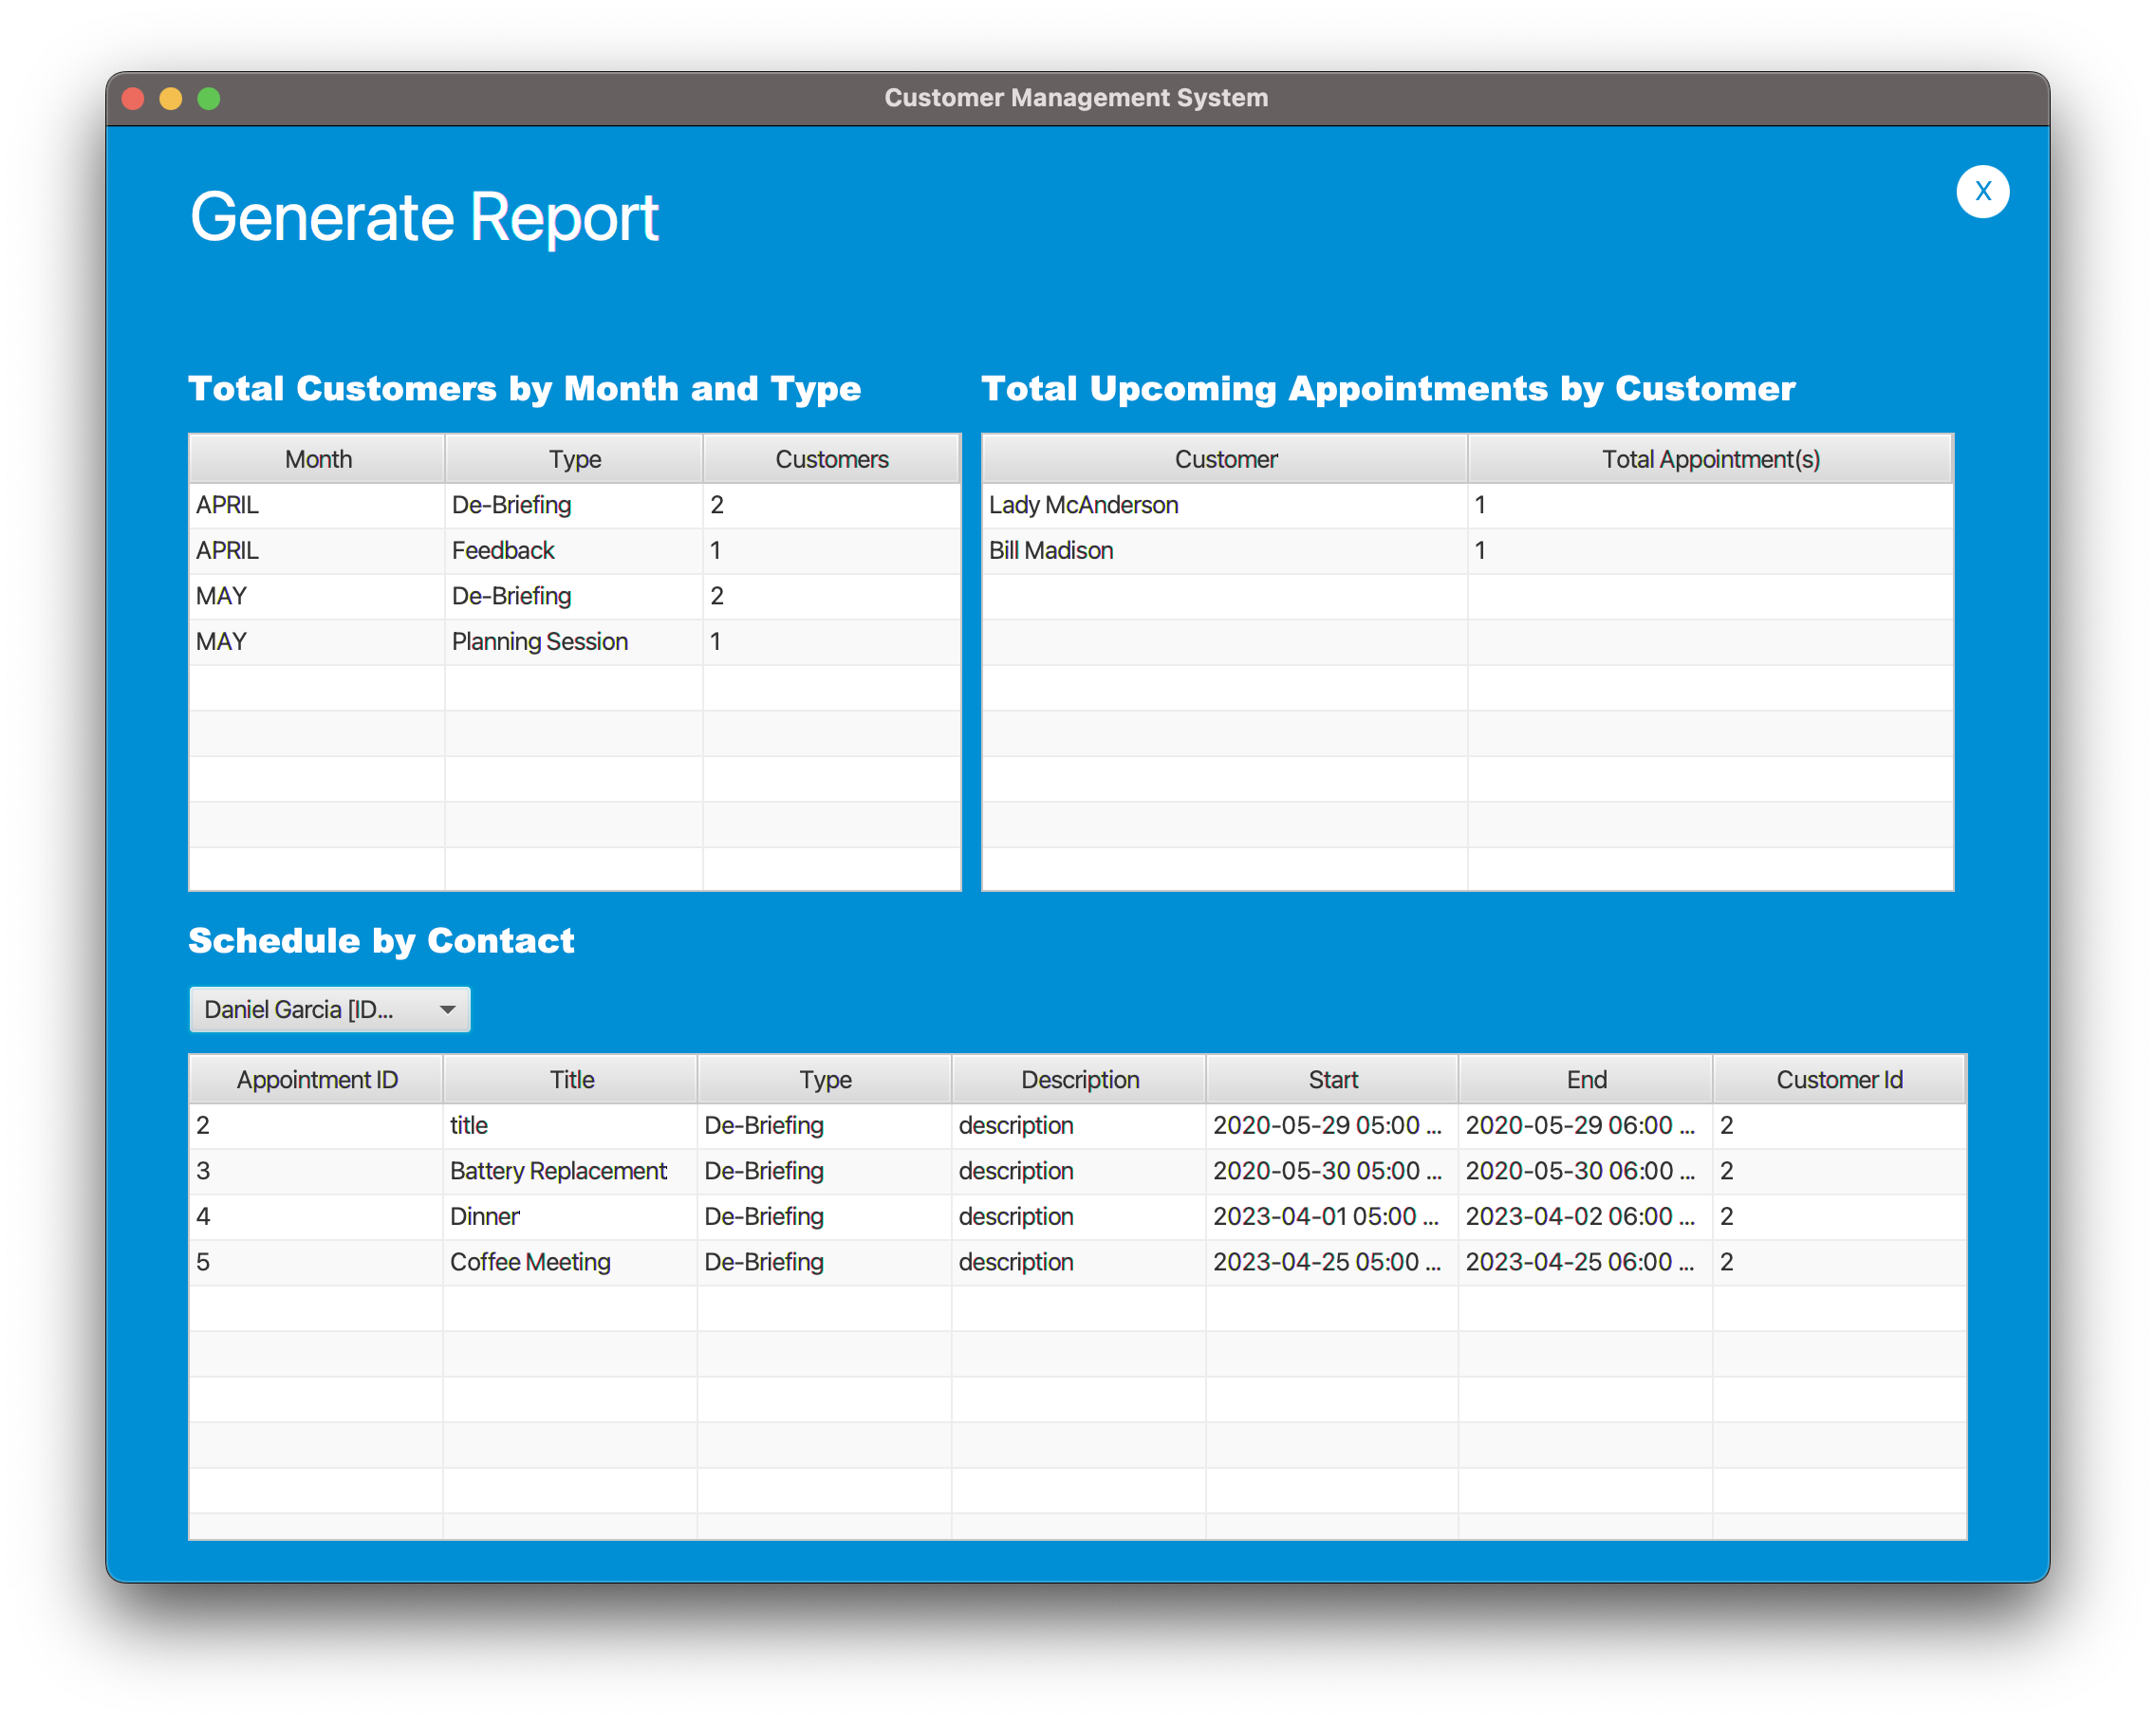 Customer Management System
Generate Report
X
Total Customers by Month and Type
Month Type Customers
APRIL De-Briefing 2
APRIL Feedback 1
MAY De-Briefing 2
MAY Planning Session 1
Total Upcoming Appointments by Customer
Customer Total Appointment(s)
Lady McAnderson 1
Bill Madison 1
Schedule by Contact
Daniel Garcia [ID...
Appointment ID Title Type Description Start End Customer Id
2 title De-Briefing description 2020-05-29 05:00 ... 2020-05-29 06:00 ... 2
3 Battery Replacement De-Briefing description 2020-05-30 05:00 ... 2020-05-30 06:00 ... 2
4 Dinner De-Briefing description 2023-04-01 05:00 ... 2023-04-02 06:00 ... 2
5 Coffee Meeting De-Briefing description 2023-04-25 05:00 ... 2023-04-25 06:00 ... 2